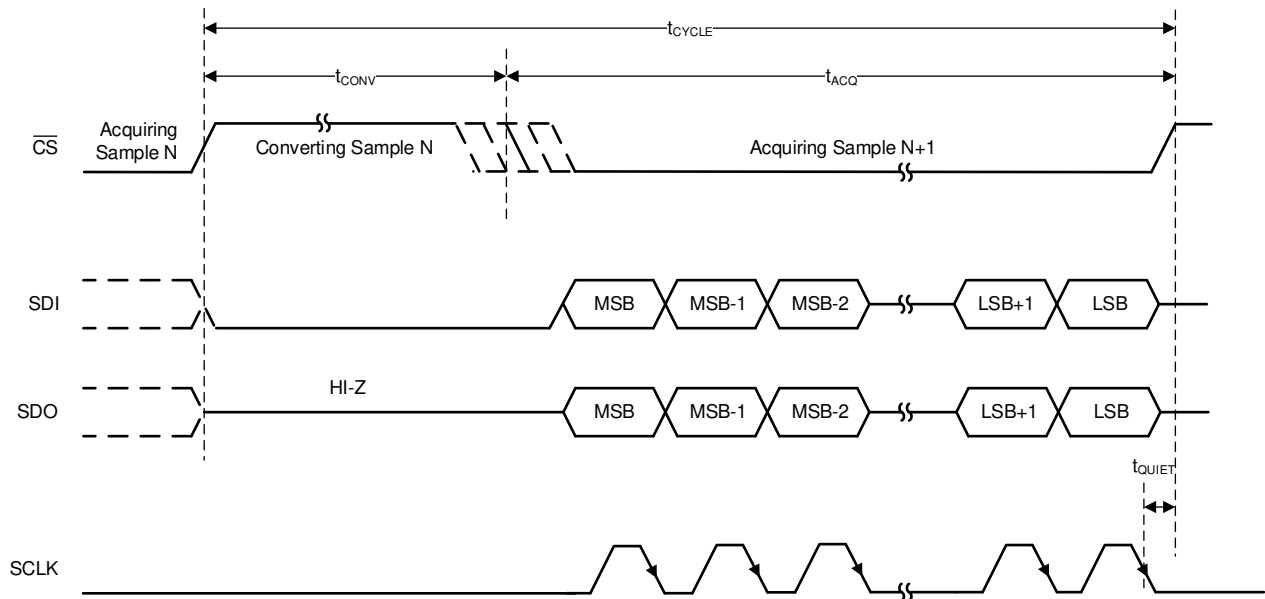 tCYCLE
tCONV
tACQ
CS
Acquiring
Sample N
Converting Sample N
Acquiring Sample N+1
SDI
MSB
MSB-1
MSB-2
LSB+1
LSB
SDO
HI-Z
MSB
MSB-1
MSB-2
LSB+1
LSB
tQUIET
SCLK